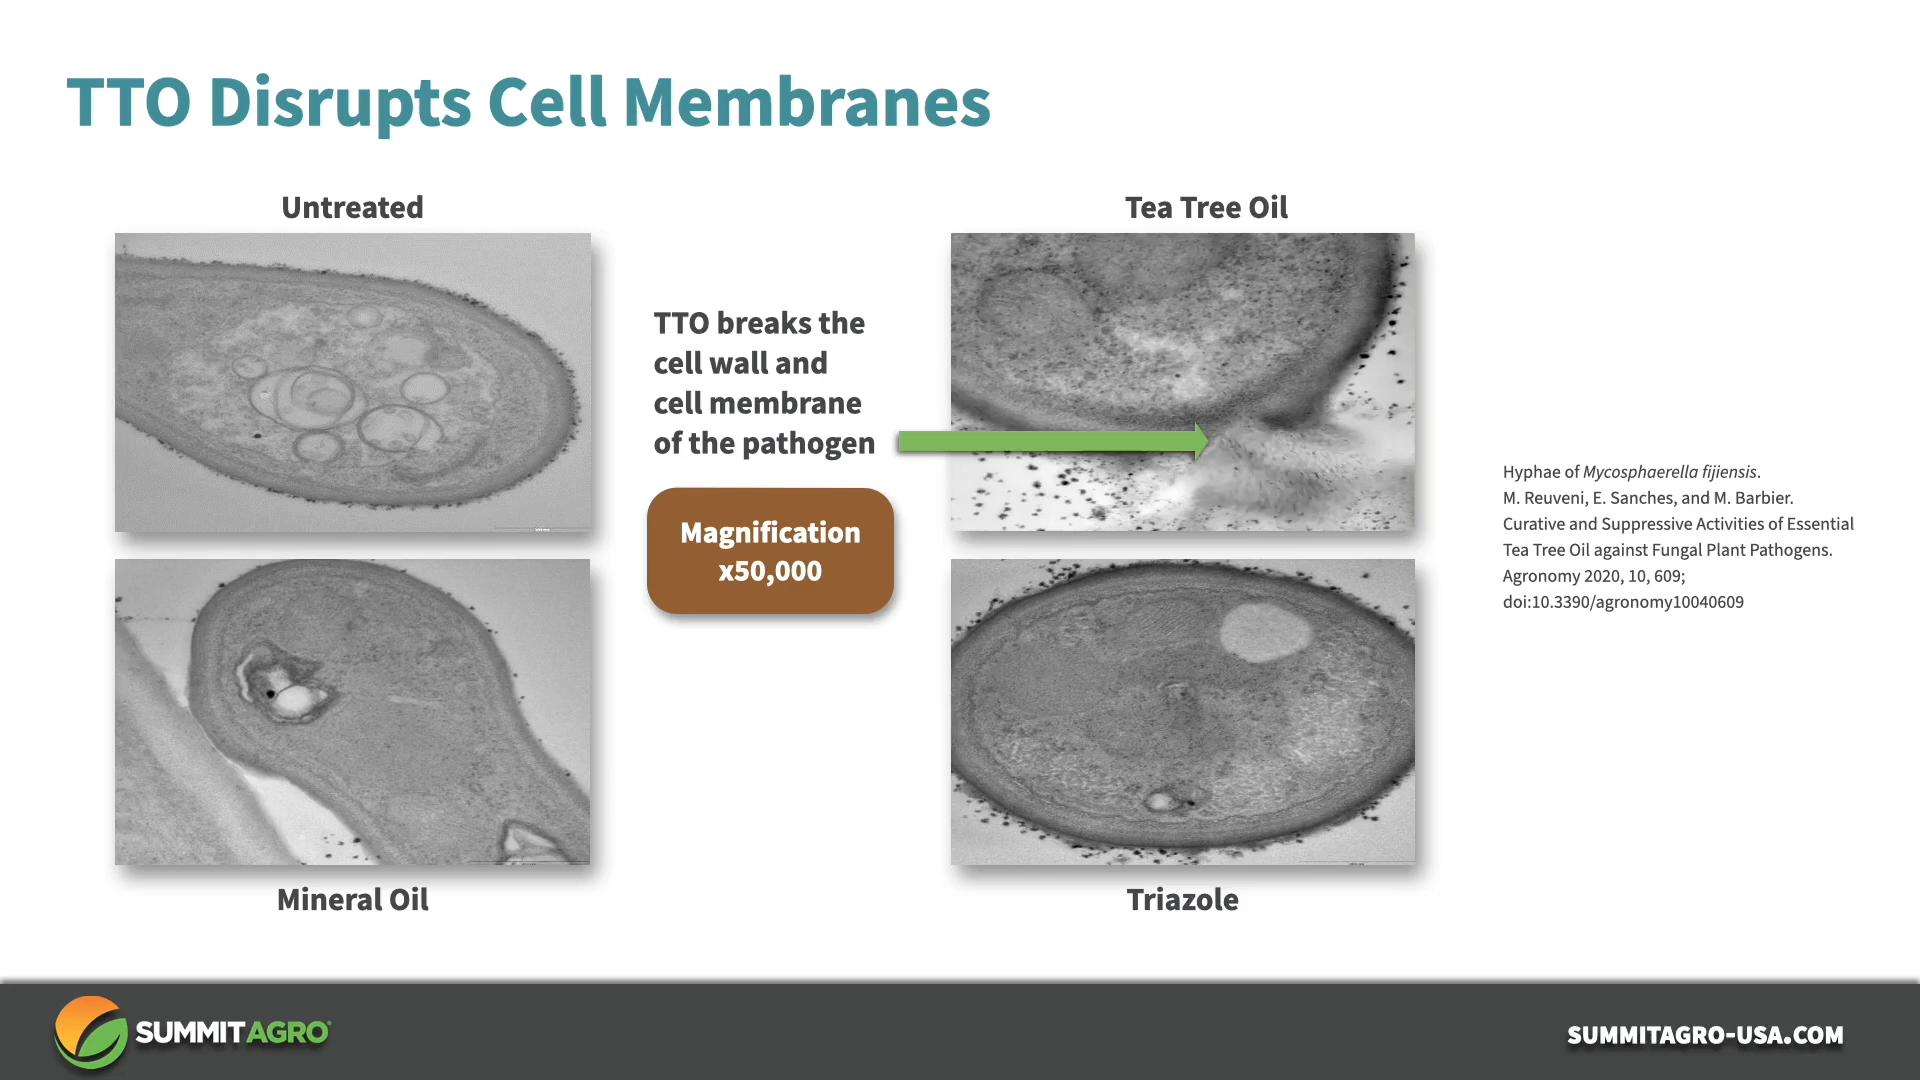 TTO Disrupts Cell Membranes
Untreated
Tea Tree Oil
TTO breaks the
cell wall and
cell membrane
of the pathogen
Magnification
x50,000
Hyphae of Mycosphaerella fijiensis.
M. Reuveni, E. Sanches, and M. Barbier.
Curative and Suppressive Activities of Essential
Tea Tree Oil against Fungal Plant Pathogens.
Agronomy 2020, 10, 609;
doi:10.3390/agronomy10040609
Mineral Oil
Triazole
SUMMITAGRO®
SUMMITAGRO-USA.COM